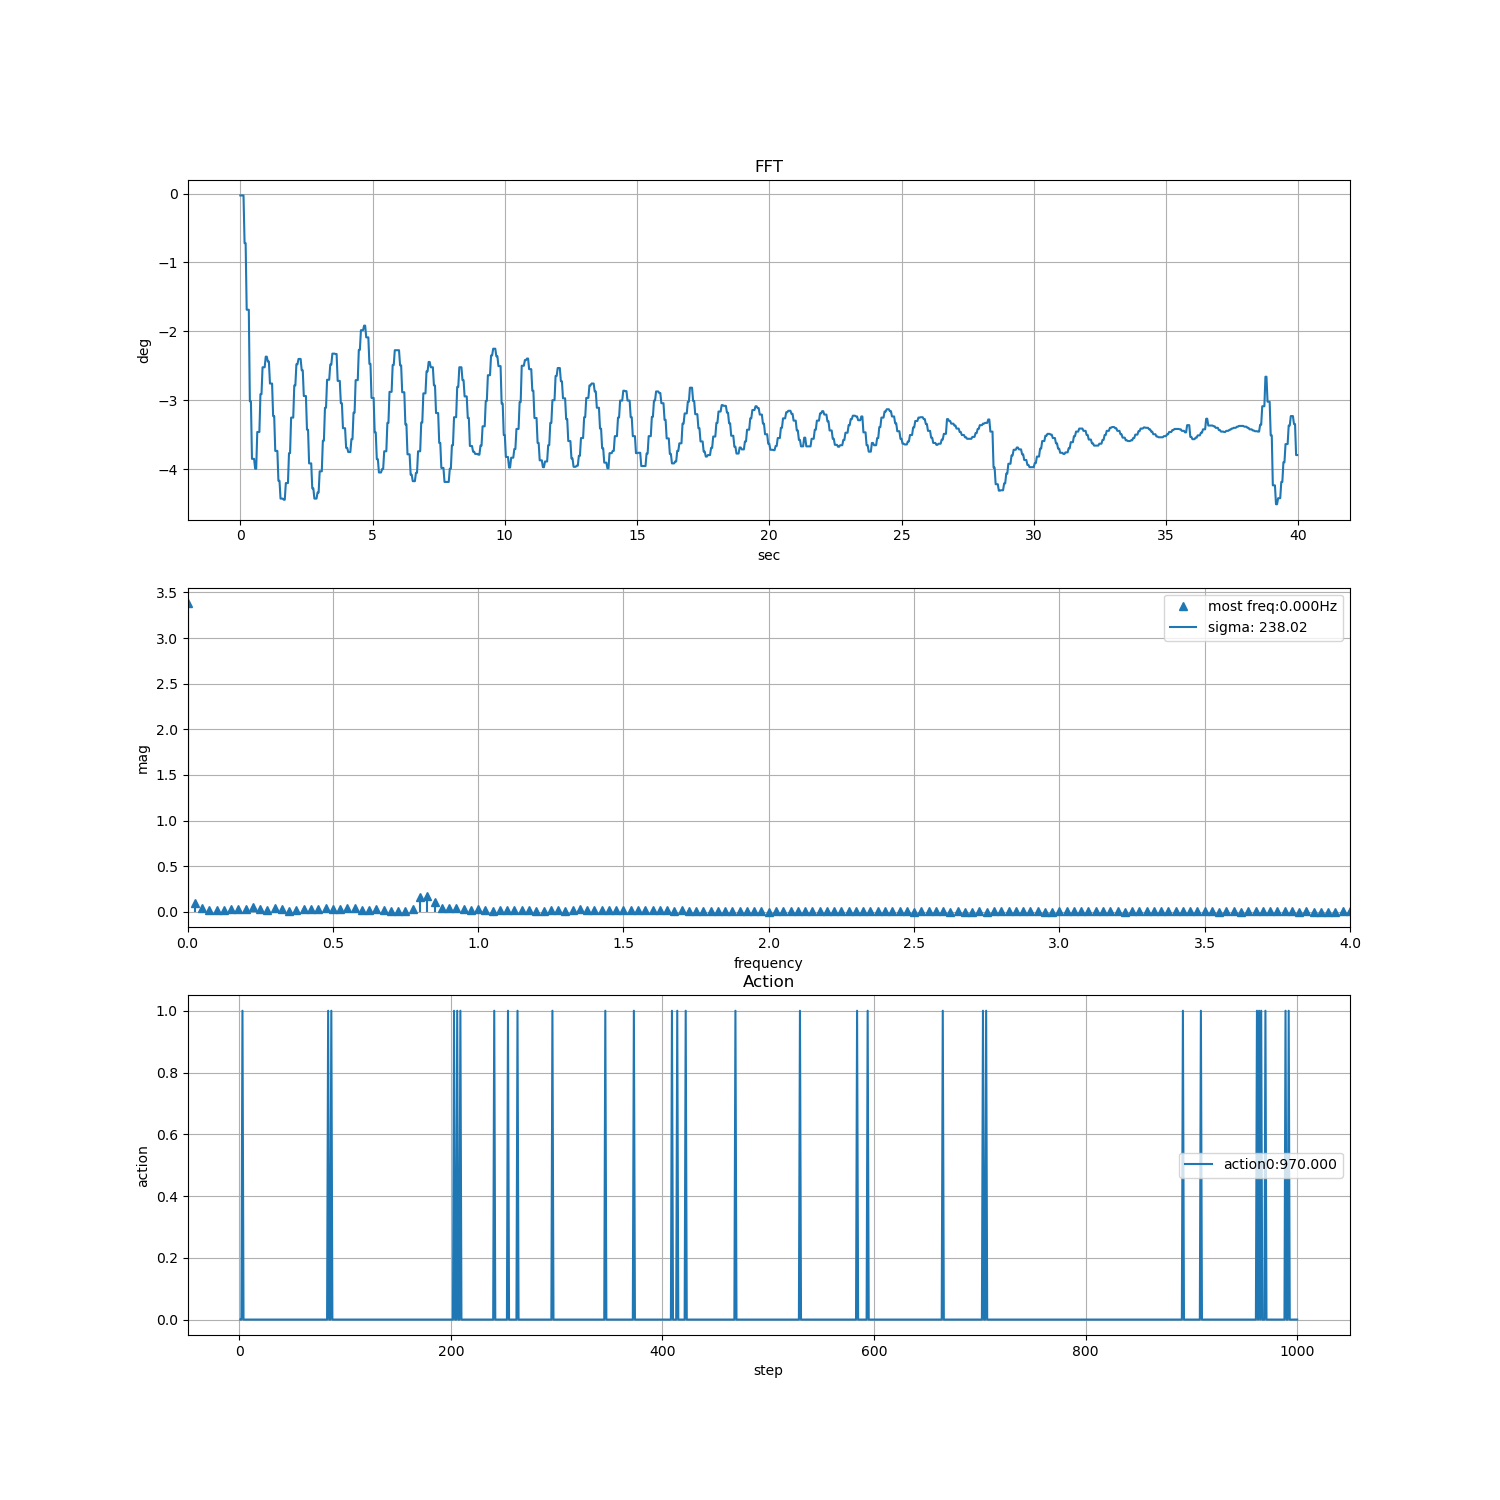 FFT
0
−1
−2
−3
−4
deg
0 5 10 15 20 25 30 35 40
sec
3.5
3.0
2.5
2.0
1.5
1.0
0.5
0.0
mag
most freq:0.000Hz
sigma: 238.02
0.0 0.5 1.0 1.5 2.0 2.5 3.0 3.5 4.0
frequency
Action
1.0
0.8
0.6
0.4
0.2
0.0
action
action0:970.000
0 200 400 600 800 1000
step